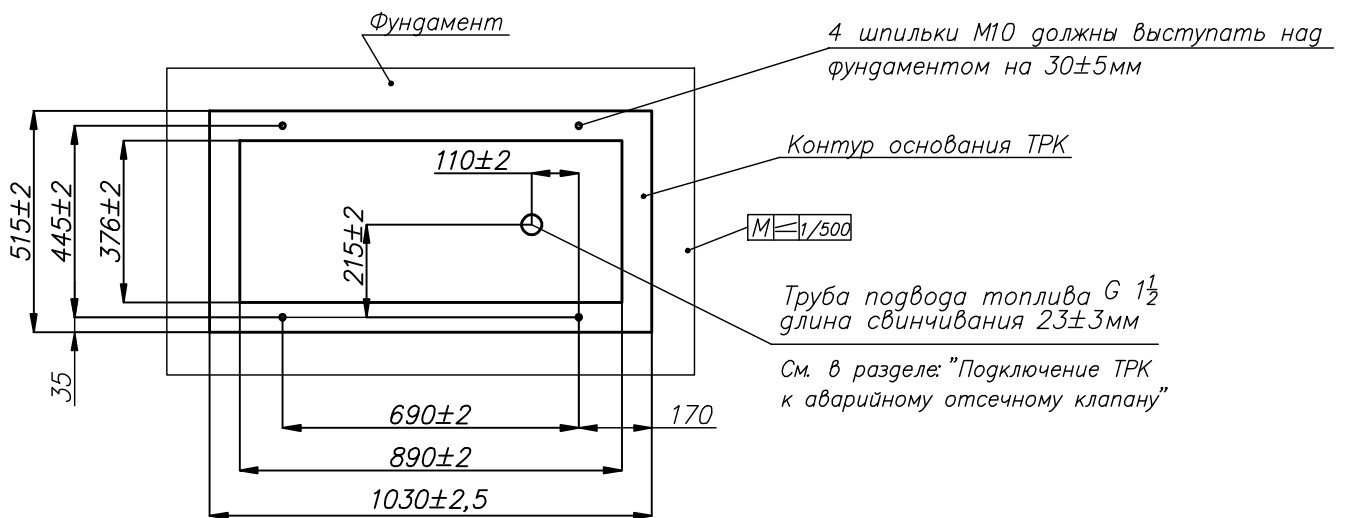 Фундамент
4 шпильки М10 должны выступать над
фундаментом на 30±5мм
Контур основания ТРК
110±2
515±2
445±2
376±2
215±2
М 1/500
Труба подвода топлива G 1½
длина свинчивания 23±3мм
См. в разделе: "Подключение ТРК
к аварийному отсечному клапану"
35
690±2
170
890±2
1030±2,5